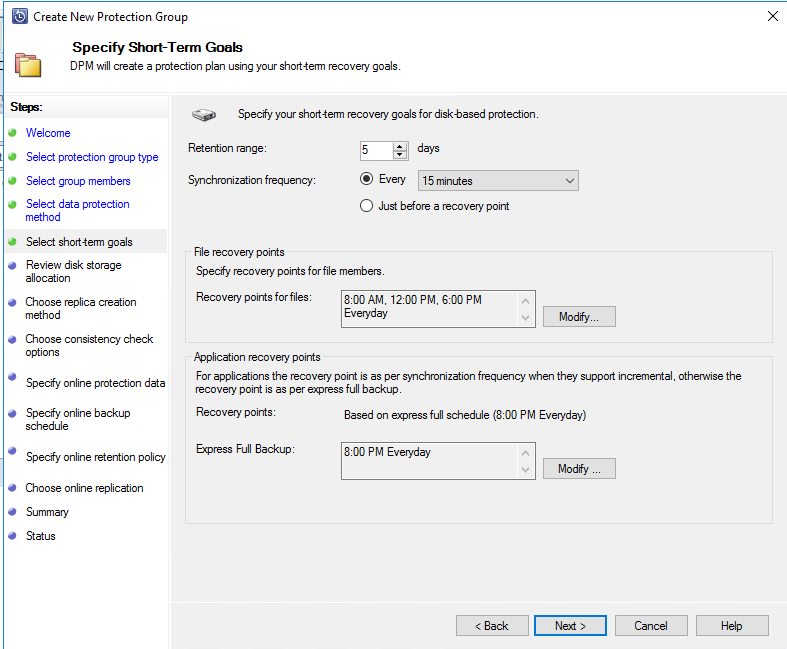 Create New Protection Group
Specify Short-Term Goals
DPM will create a protection plan using your short-term recovery goals.
Steps:
Welcome
Select protection group type
Select group members
Select data protection
method
Select short-term goals
Review disk storage
allocation
Choose replica creation
method
Choose consistency check
options
Specify online protection data
Specify online backup
schedule
Specify online retention policy
Choose online replication
Summary
Status
Specify your short-term recovery goals for disk-based protection.
Retention range:
5
days
Synchronization frequency:
Every
15 minutes
Just before a recovery point
File recovery points
Specify recovery points for file members.
Recovery points for files:
8:00 AM, 12:00 PM, 6:00 PM
Everyday
Modify...
Application recovery points
For applications the recovery point is as per synchronization frequency when they support incremental, otherwise the
recovery point is as per express full backup.
Recovery points:
Based on express full schedule (8:00 PM Everyday)
Express Full Backup:
8:00 PM Everyday
Modify ...
< Back
Next >
Cancel
Help